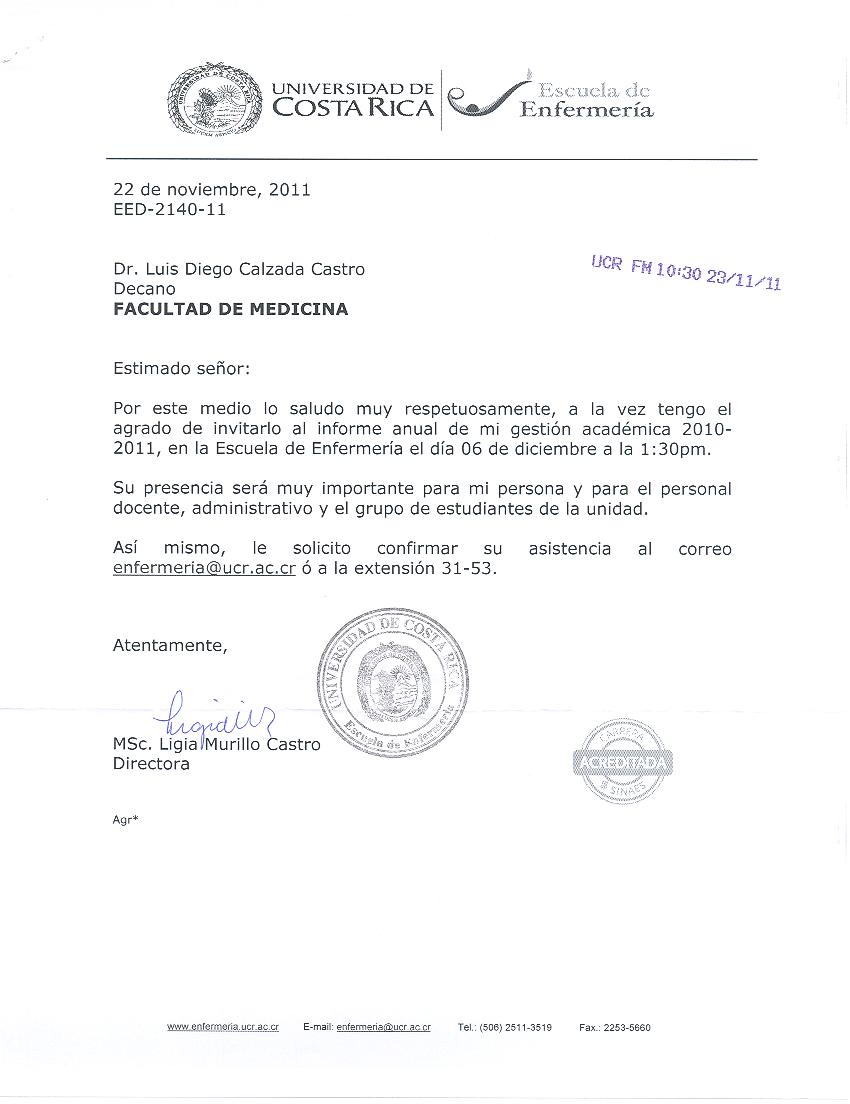 UNIVERSIDAD DE
COSTA RICA
Escuela de
Enfermería
22 de noviembre, 2011
EED-2140-11
UCR FM 10:30 23/11/11
Dr. Luis Diego Calzada Castro
Decano
FACULTAD DE MEDICINA
Estimado señor:
Por este medio lo saludo muy respetuosamente, a la vez tengo el
agrado de invitarlo al informe anual de mi gestión académica 2010-
2011, en la Escuela de Enfermería el día 06 de diciembre a la 1:30pm.
Su presencia será muy importante para mi persona y para el personal
docente, administrativo y el grupo de estudiantes de la unidad.
Así mismo, le solicito confirmar su asistencia al correo
enfermeria@ucr.ac.cr ó a la extensión 31-53.
Atentamente,
UNIVERSIDAD DE COSTA RICA
Escuela de Enfermería
MSc. Ligia Murillo Castro
Directora
CARRERA
ACREDITADA
SINAES
Agr*
www.enfermeria.ucr.ac.cr E-mail: enfermeria@ucr.ac.cr Tel.: (506) 2511-3519 Fax.: 2253-5660